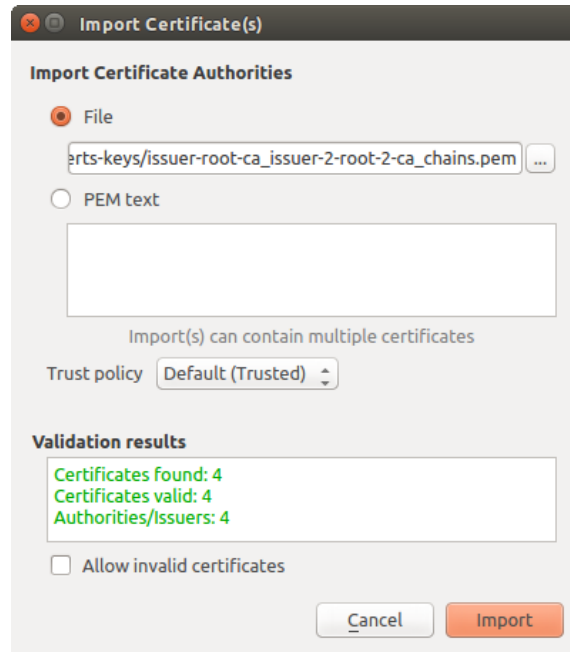 Import Certificate(s)
Import Certificate Authorities
File
erts-keys/issuer-root-ca_issuer-2-root-2-ca_chains.pem ...
PEM text
Import(s) can contain multiple certificates
Trust policy Default (Trusted)
Validation results
Certificates found: 4
Certificates valid: 4
Authorities/Issuers: 4
Allow invalid certificates
Cancel Import